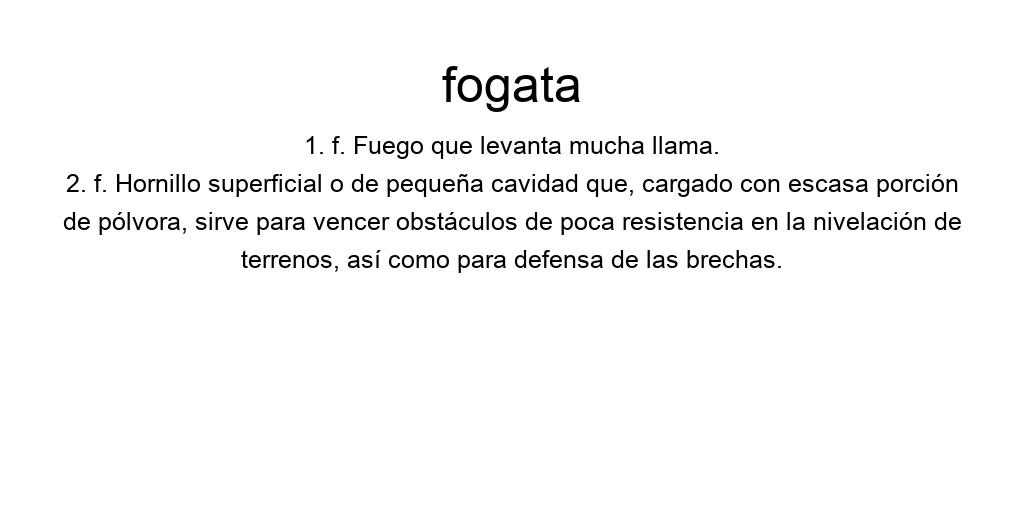 fogata
1. f. Fuego que levanta mucha llama.
2. f. Hornillo superficial o de pequeña cavidad que, cargado con escasa porción
de pólvora, sirve para vencer obstáculos de poca resistencia en la nivelación de
terrenos, así como para defensa de las brechas.